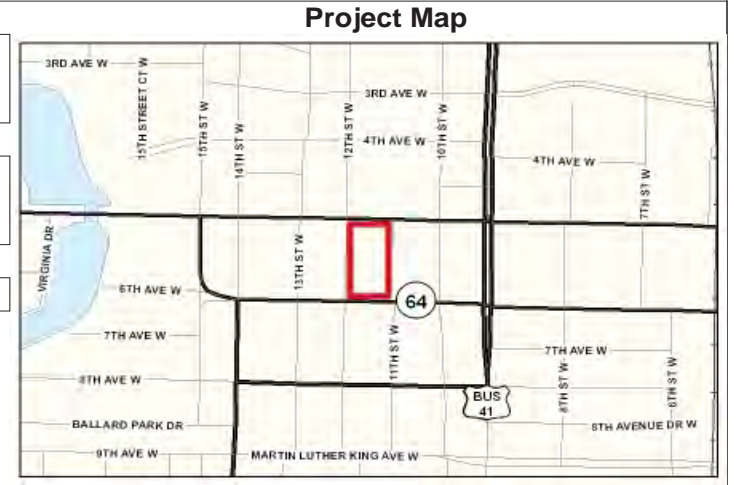 Project Map
3RD AVE W
15TH STREET CT W
15TH ST W
14TH ST W
12TH ST W
3RD AVE W
4TH AVE W
10TH ST W
4TH AVE W
7TH ST W
VIRGINIA DR
13TH ST W
6TH AVE W
64
7TH AVE W
11TH ST W
7TH AVE W
8TH AVE W
BUS
41
8TH ST W
6TH ST W
BALLARD PARK DR
8TH AVENUE DR W
9TH AVE W
MARTIN LUTHER KING AVE W